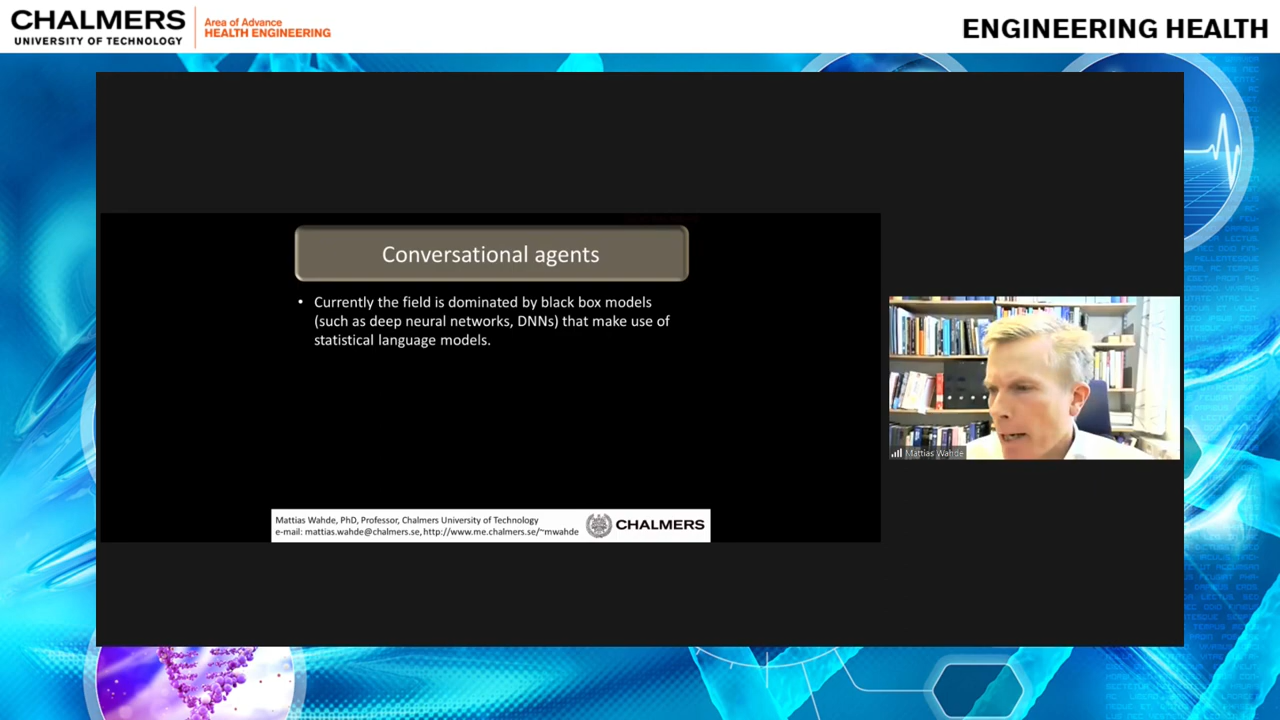 CHALMERS
UNIVERSITY OF TECHNOLOGY
Area of Advance
HEALTH ENGINEERING
ENGINEERING HEALTH
Conversational agents
• Currently the field is dominated by black box models
(such as deep neural networks, DNNs) that make use of
statistical language models.
Mattias Wahde
Mattias Wahde, PhD, Professor, Chalmers University of Technology
e-mail: mattias.wahde@chalmers.se, http://www.me.chalmers.se/~mwahde
CHALMERS